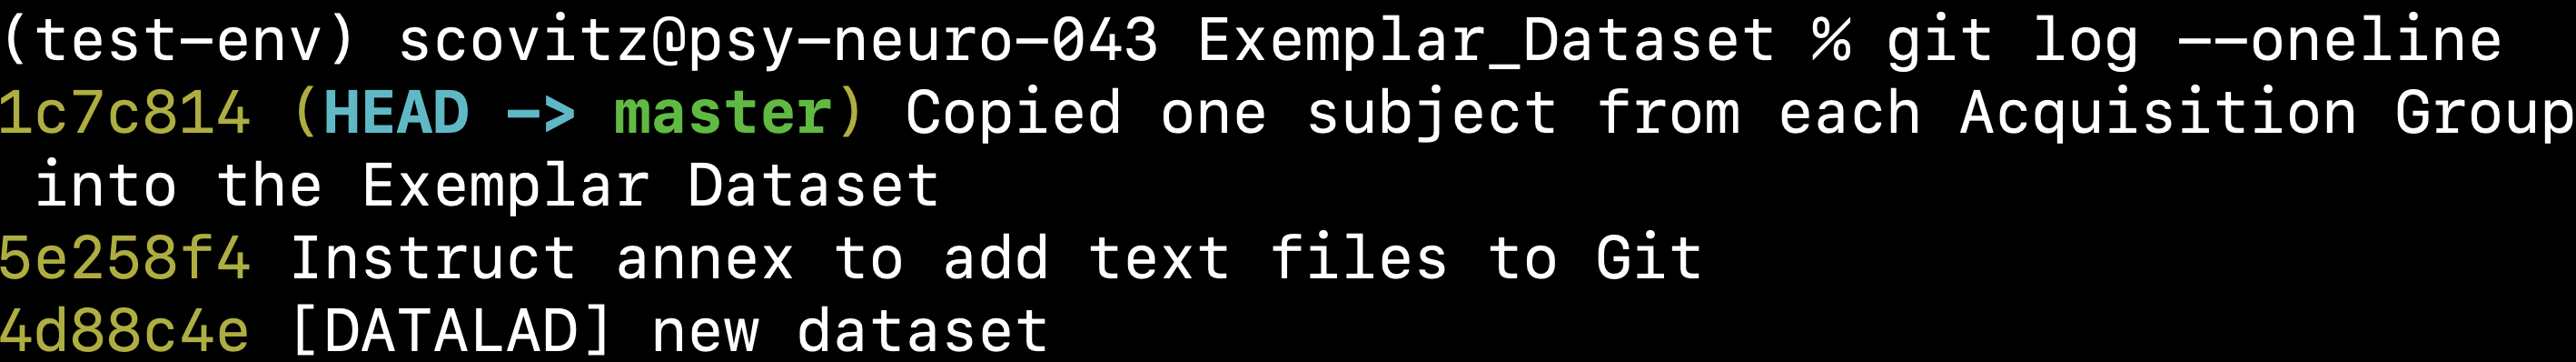 (test-env) scovitz@psy-neuro-043 Exemplar_Dataset % git log --oneline
1c7c814 (HEAD -> master) Copied one subject from each Acquisition Group
 into the Exemplar Dataset
5e258f4 Instruct annex to add text files to Git
4d88c4e [DATALAD] new dataset